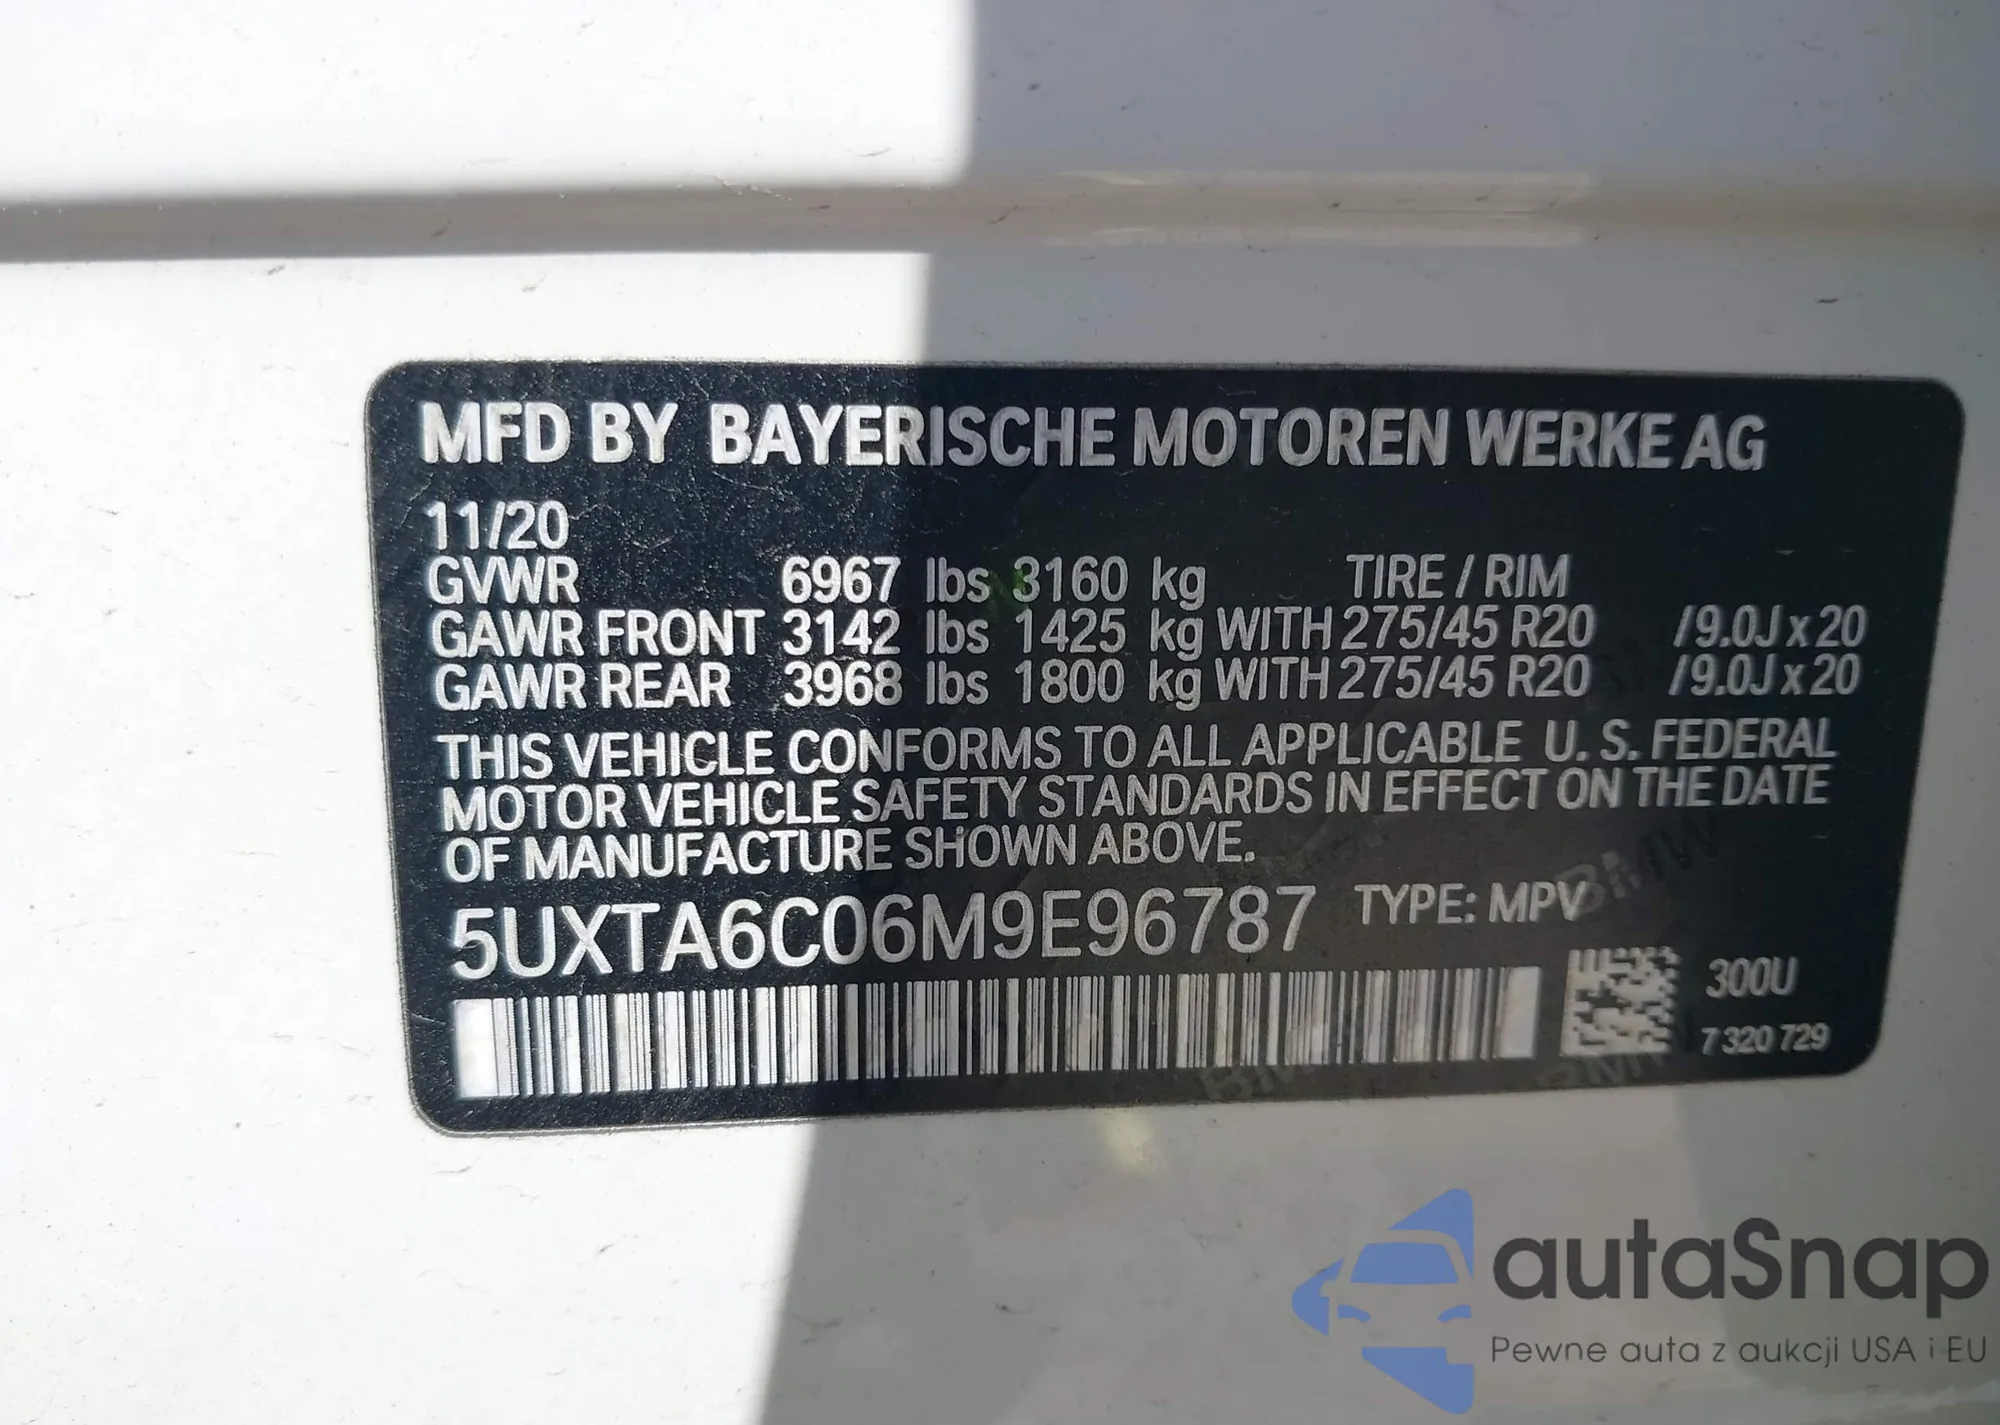 MFD BY BAYERISCHE MOTOREN WERKE AG
11/20
GVWR 6967 lbs 3160 kg TIRE / RIM
GAWR FRONT 3142 lbs 1425 kg WITH 275/45 R20 /9.0J x 20
GAWR REAR 3968 lbs 1800 kg WITH 275/45 R20 /9.0J x 20
THIS VEHICLE CONFORMS TO ALL APPLICABLE U. S. FEDERAL
MOTOR VEHICLE SAFETY STANDARDS IN EFFECT ON THE DATE
OF MANUFACTURE SHOWN ABOVE.
5UXTA6C06M9E96787 TYPE: MPV
300U
7 320 729
BMW
BMW
autaSnap
Pewne auta z aukcji USA i EU